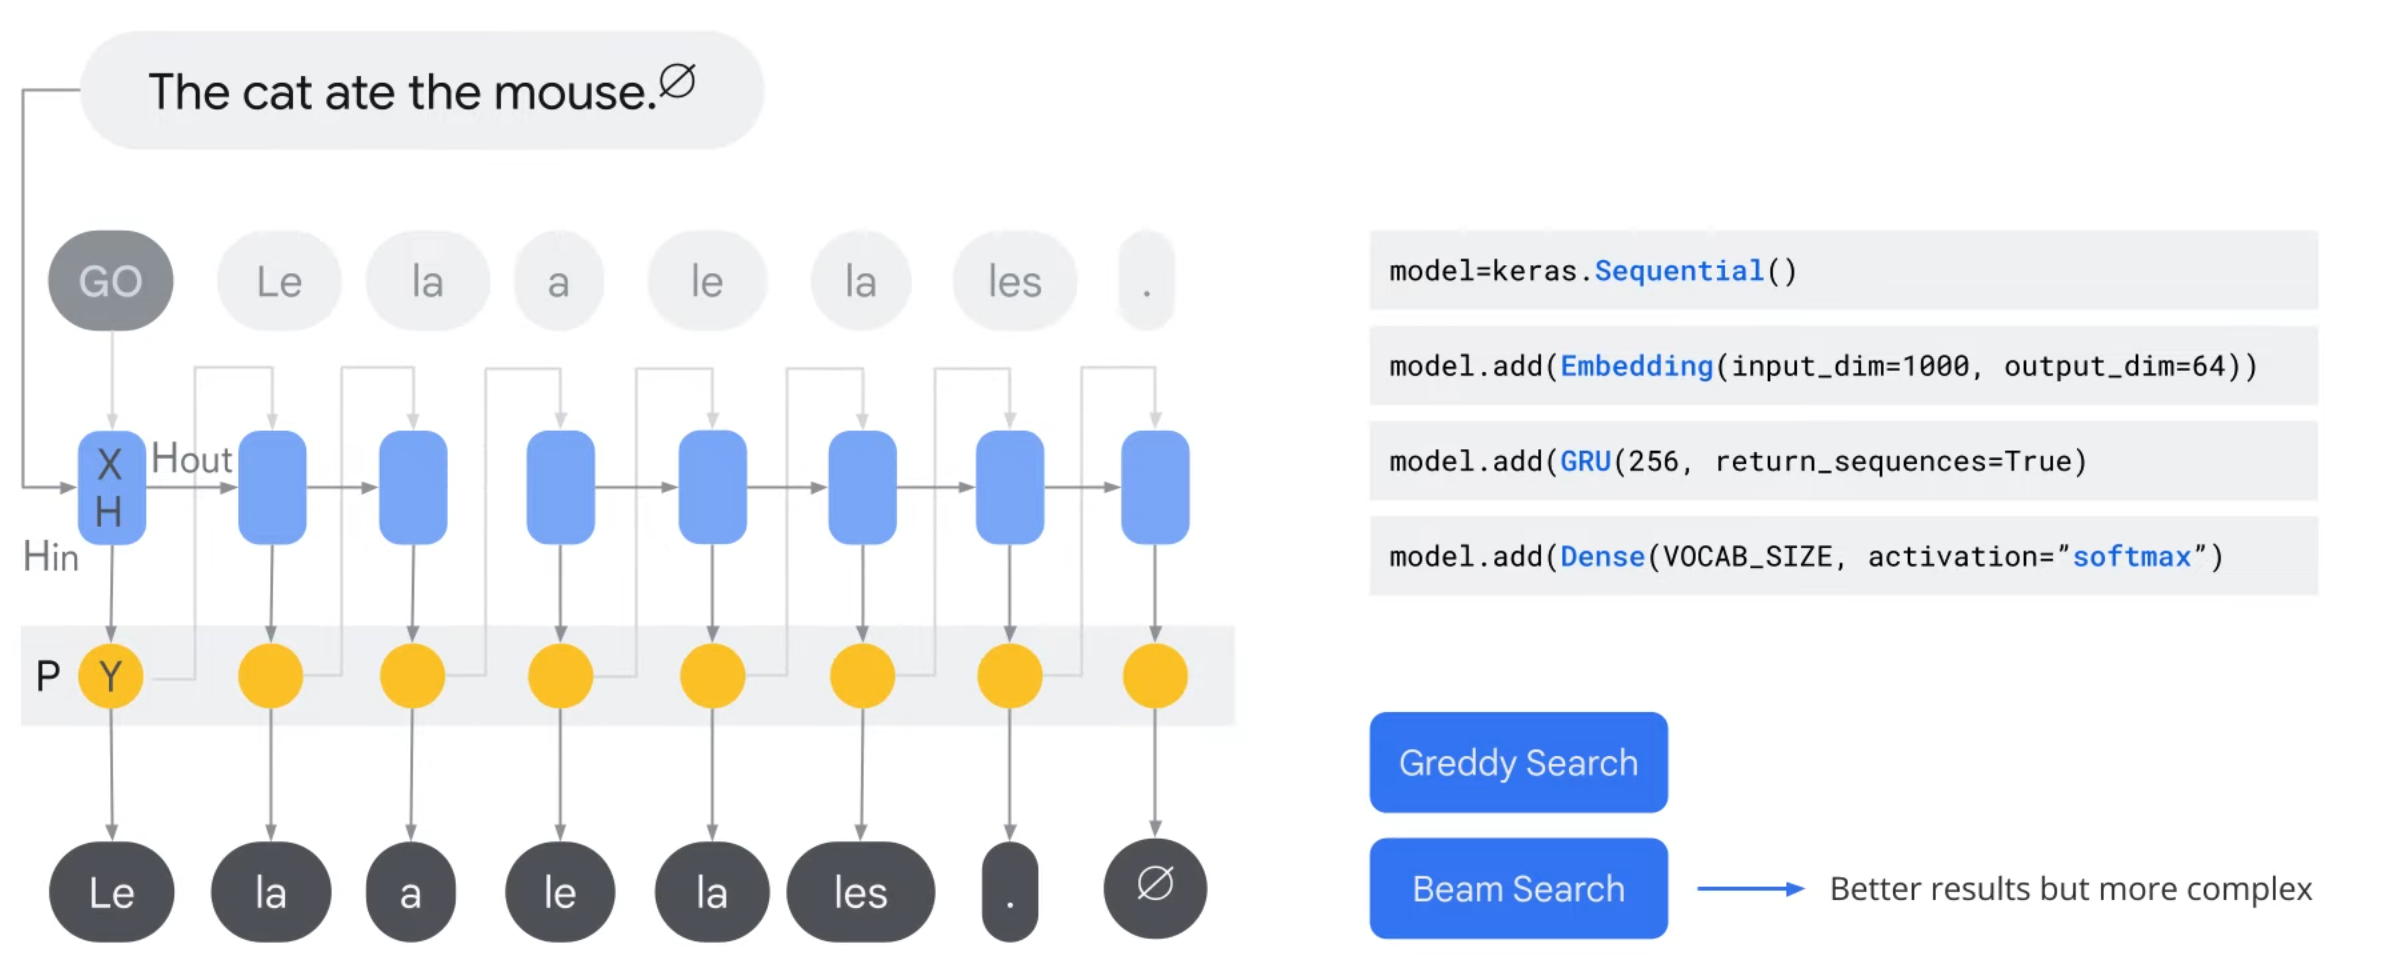 The cat ate the mouse.∅
GO Le la a le la les .
X
H
Hout
Hin
P Y
Le la a le la les . ∅
model=keras.Sequential()
model.add(Embedding(input_dim=1000, output_dim=64))
model.add(GRU(256, return_sequences=True)
model.add(Dense(VOCAB_SIZE, activation=”softmax”)
Greddy Search
Beam Search
Better results but more complex